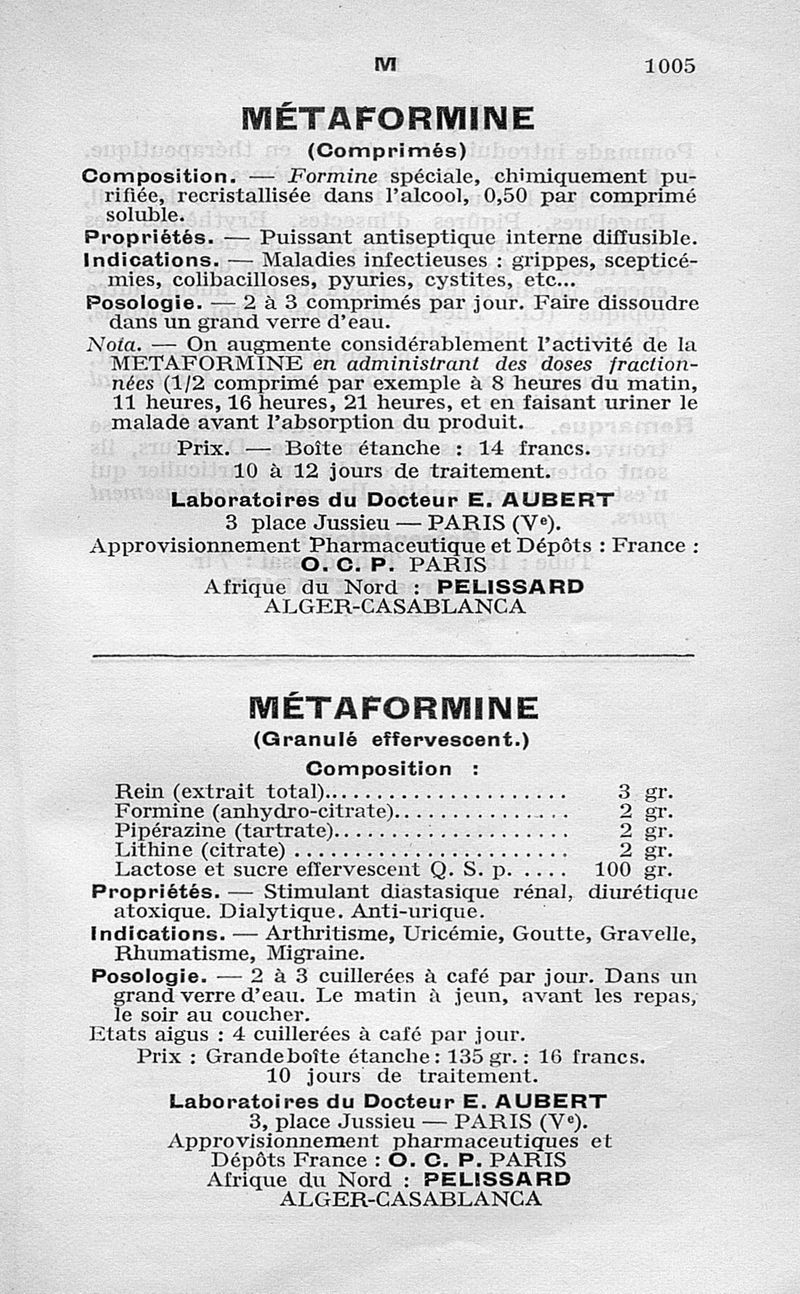 M 1005
MÉTAFORMINE
(Comprimés)
Composition. — Formine spéciale, chimiquement pu-
rifiée, recristallisée dans l'alcool, 0,50 par comprimé
soluble.
Propriétés. — Puissant antiseptique interne diffusible.
Indications. — Maladies infectieuses : grippes, scepticé-
mies, colibacilloses, pyuries, cystites, etc...
Posologie. — 2 à 3 comprimés par jour. Faire dissoudre
dans un grand verre d'eau.
Nota. — On augmente considérablement l'activité de la
METAFORMINE en administrant des doses fraction-
nées (1/2 comprimé par exemple à 8 heures du matin,
11 heures, 16 heures, 21 heures, et en faisant uriner le
malade avant l'absorption du produit.
Prix. — Boîte étanche : 14 francs.
10 à 12 jours de traitement.
Laboratoires du Docteur E. AUBERT
3 place Jussieu — PARIS (Ve).
Approvisionnement Pharmaceutique et Dépôts : France :
O. C. P. PARIS
Afrique du Nord : PELISSARD
ALGER-CASABLANCA
MÉTAFORMINE
(Granulé effervescent.)
Composition :
Rein (extrait total)..................... 3 gr.
Formine (anhydro-citrate)............... 2 gr.
Pipérazine (tartrate).................... 2 gr.
Lithine (citrate) ........................ 2 gr.
Lactose et sucre effervescent Q. S. p. ..... 100 gr.
Propriétés. — Stimulant diastasique rénal, diurétique
atoxique. Dialytique. Anti-urique.
Indications. — Arthritisme, Uricémie, Goutte, Gravelle,
Rhumatisme, Migraine.
Posologie. — 2 à 3 cuillerées à café par jour. Dans un
grand verre d'eau. Le matin à jeun, avant les repas,
le soir au coucher.
Etats aigus : 4 cuillerées à café par jour.
Prix : Grande boîte étanche : 135 gr. : 16 francs.
10 jours de traitement.
Laboratoires du Docteur E. AUBERT
3, place Jussieu — PARIS (Ve).
Approvisionnement pharmaceutiques et
Dépôts France : O. C. P. PARIS
Afrique du Nord : PELISSARD
ALGER-CASABLANCA